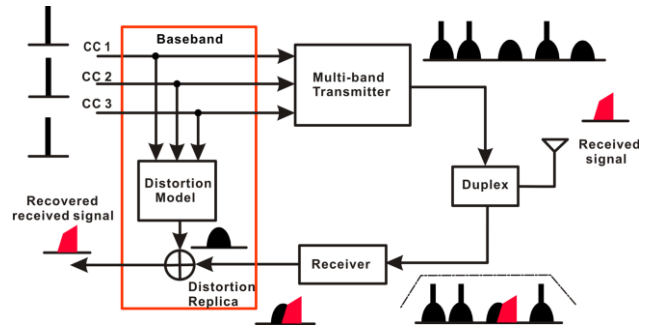 Baseband
CC 1
CC 2
CC 3
Multi-band
Transmitter
Received
signal
Distortion
Model
Duplex
Recovered
received signal
Receiver
Distortion
Replica